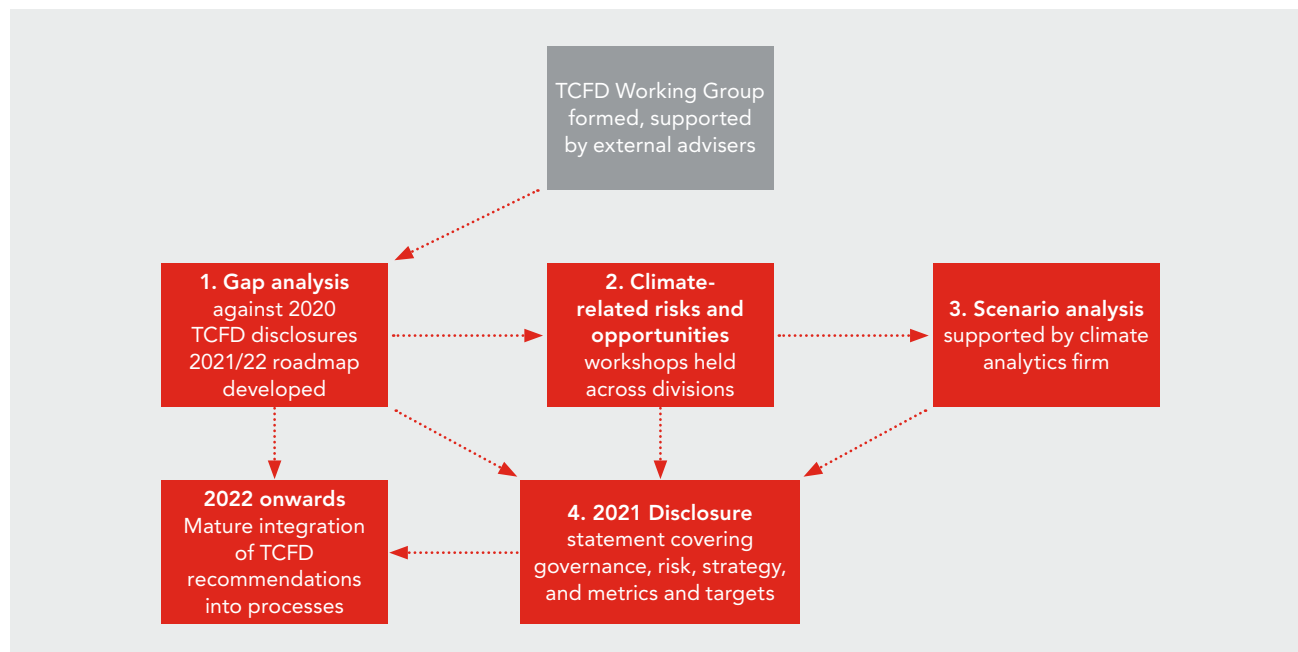 TCFD Working Group
formed, supported
by external advisers
1. Gap analysis
against 2020
TCFD disclosures
2021/22 roadmap
developed
2. Climate-
related risks and
opportunities
workshops held
across divisions
3. Scenario analysis
supported by climate
analytics firm
2022 onwards
Mature integration
of TCFD
recommendations
into processes
4. 2021 Disclosure
statement covering
governance, risk, strategy,
and metrics and targets